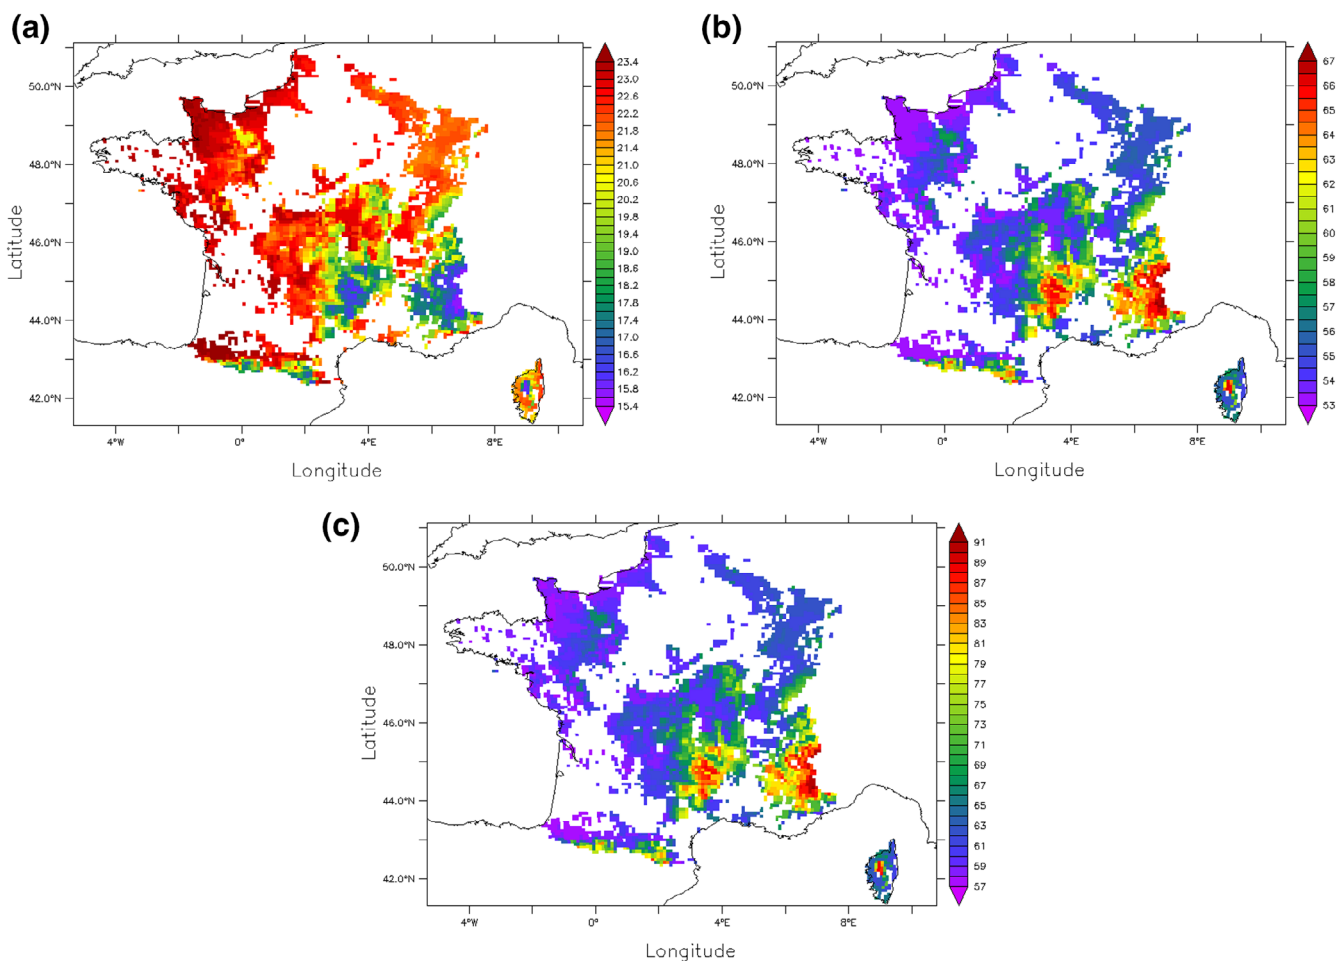 (a)
50.0°N
48.0°N
46.0°N
44.0°N
42.0°N
Latitude
4°W
0°
4°E
8°E
Longitude
23.4
23.0
22.6
22.2
21.8
21.4
21.0
20.6
20.2
19.8
19.4
19.0
18.6
18.2
17.8
17.4
17.0
16.6
16.2
15.8
15.4
(b)
50.0°N
48.0°N
46.0°N
44.0°N
42.0°N
Latitude
4°W
0°
4°E
8°E
Longitude
67
66
65
64
63
62
61
60
59
58
57
56
55
54
53
(c)
50.0°N
48.0°N
46.0°N
44.0°N
42.0°N
Latitude
4°W
0°
4°E
8°E
Longitude
91
89
87
85
83
81
79
77
75
73
71
69
67
65
63
61
59
57